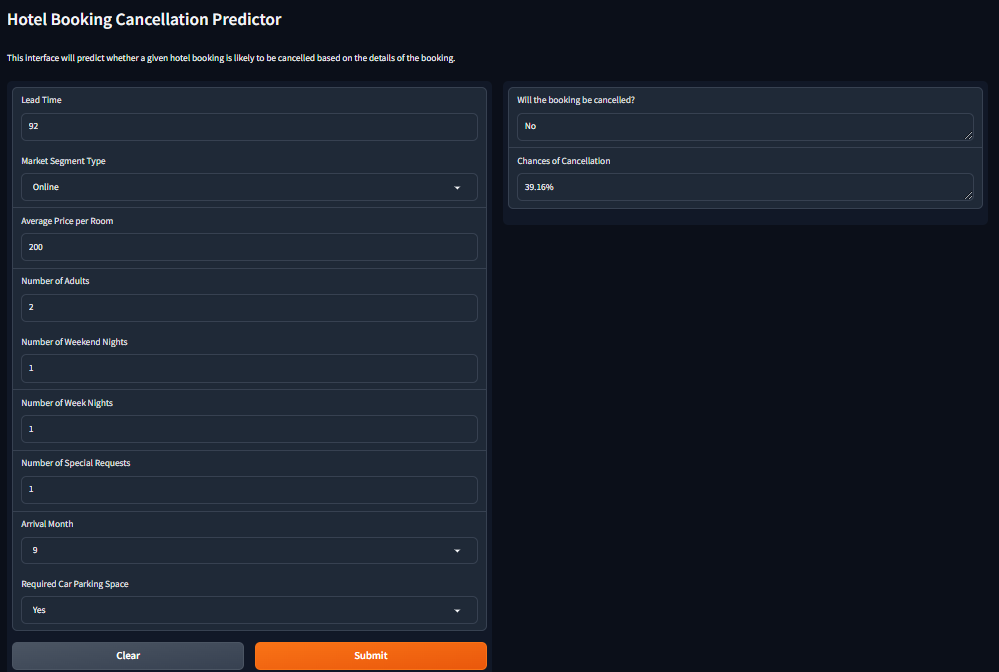 Hotel Booking Cancellation Predictor
This interface will predict whether a given hotel booking is likely to be cancelled based on the details of the booking.
Lead Time
92
Market Segment Type
Online
Average Price per Room
200
Number of Adults
2
Number of Weekend Nights
1
Number of Week Nights
1
Number of Special Requests
1
Arrival Month
9
Required Car Parking Space
Yes
Clear
Submit
Will the booking be cancelled?
No
Chances of Cancellation
39.16%